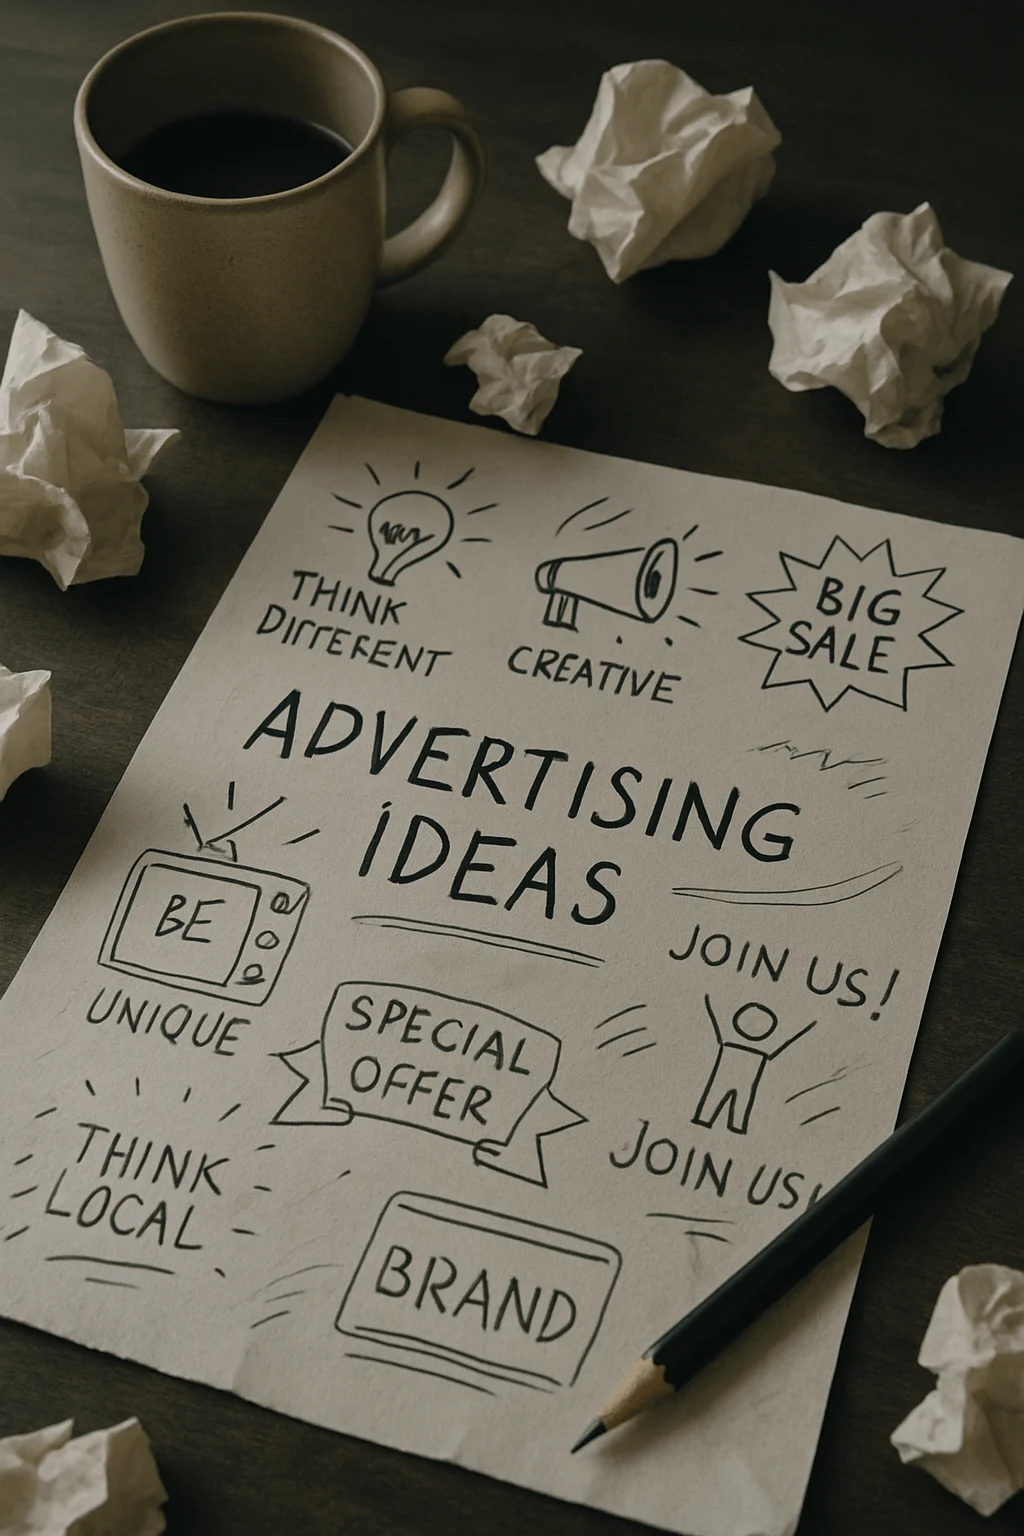 THINK
DIFFERENT
CREATIVE
BIG
SALE
ADVERTISING
IDEAS
BE
UNIQUE
SPECIAL
OFFER
JOIN US!
JOIN US!
THINK
LOCAL
BRAND